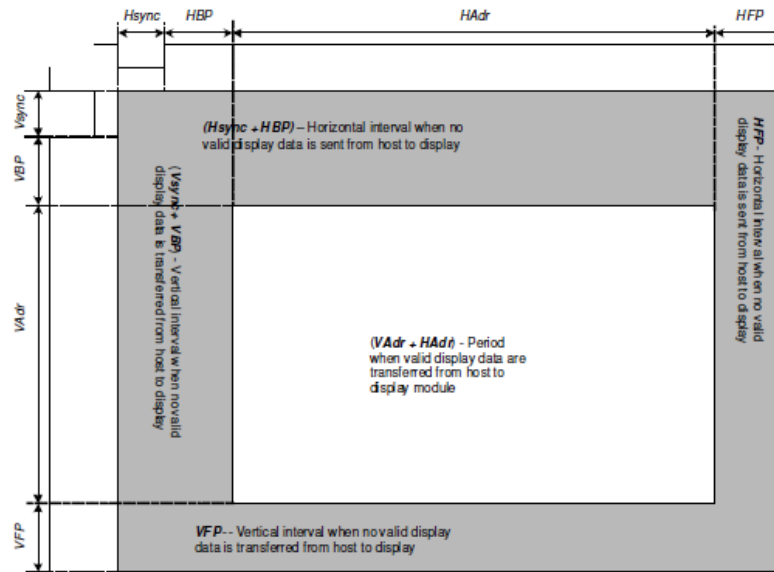 Hsync HBP HAdr HFP
Vsync
VBP
VAdr
VFP
(Hsync + HBP) – Horizontal interval when no
valid display data is sent from host to display
(Vsync + VBP) - Vertical interval when no valid
display data is transferred from host to display
HFP - Horizontal interval when no valid
display data is sent from host to display
(VAdr + HAdr) - Period
when valid display data are
transferred from host to
display module
VFP -- Vertical interval when no valid display
data is transferred from host to display